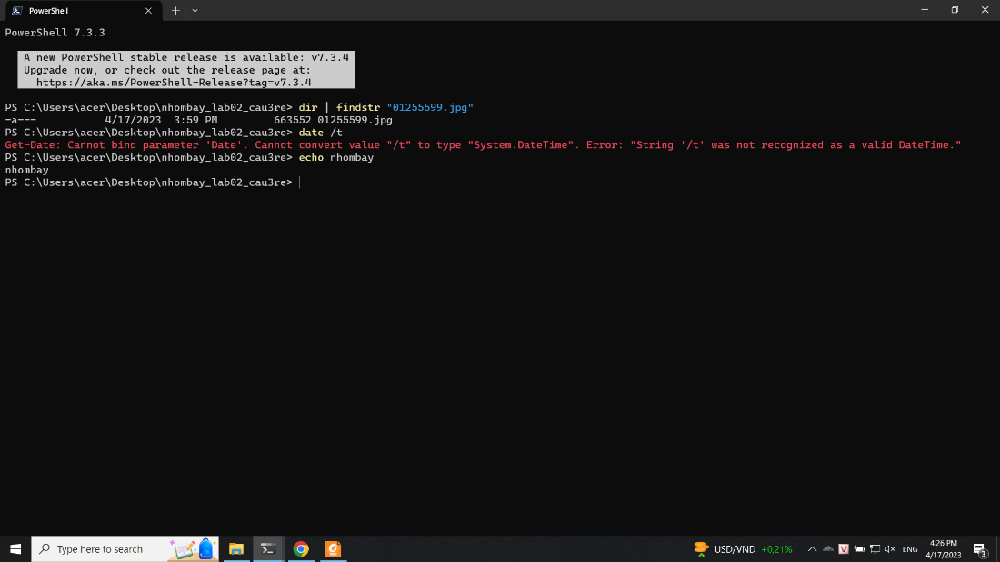 PowerShell
PowerShell 7.3.3
A new PowerShell stable release is available: v7.3.4
Upgrade now, or check out the release page at:
https://aka.ms/PowerShell-Release?tag=v7.3.4
PS C:\Users\acer\Desktop\nhombay_lab02_cau3re> dir | findstr "01255599.jpg"
-a--- 4/17/2023 3:59 PM 663552 01255599.jpg
PS C:\Users\acer\Desktop\nhombay_lab02_cau3re> date /t
Get-Date: Cannot bind parameter 'Date'. Cannot convert value "/t" to type "System.DateTime". Error: "String '/t' was not recognized as a valid DateTime."
PS C:\Users\acer\Desktop\nhombay_lab02_cau3re> echo nhombay
nhombay
PS C:\Users\acer\Desktop\nhombay_lab02_cau3re>
Type here to search
USD/VND +0,21%
V
ENG
4:26 PM
4/17/2023
3